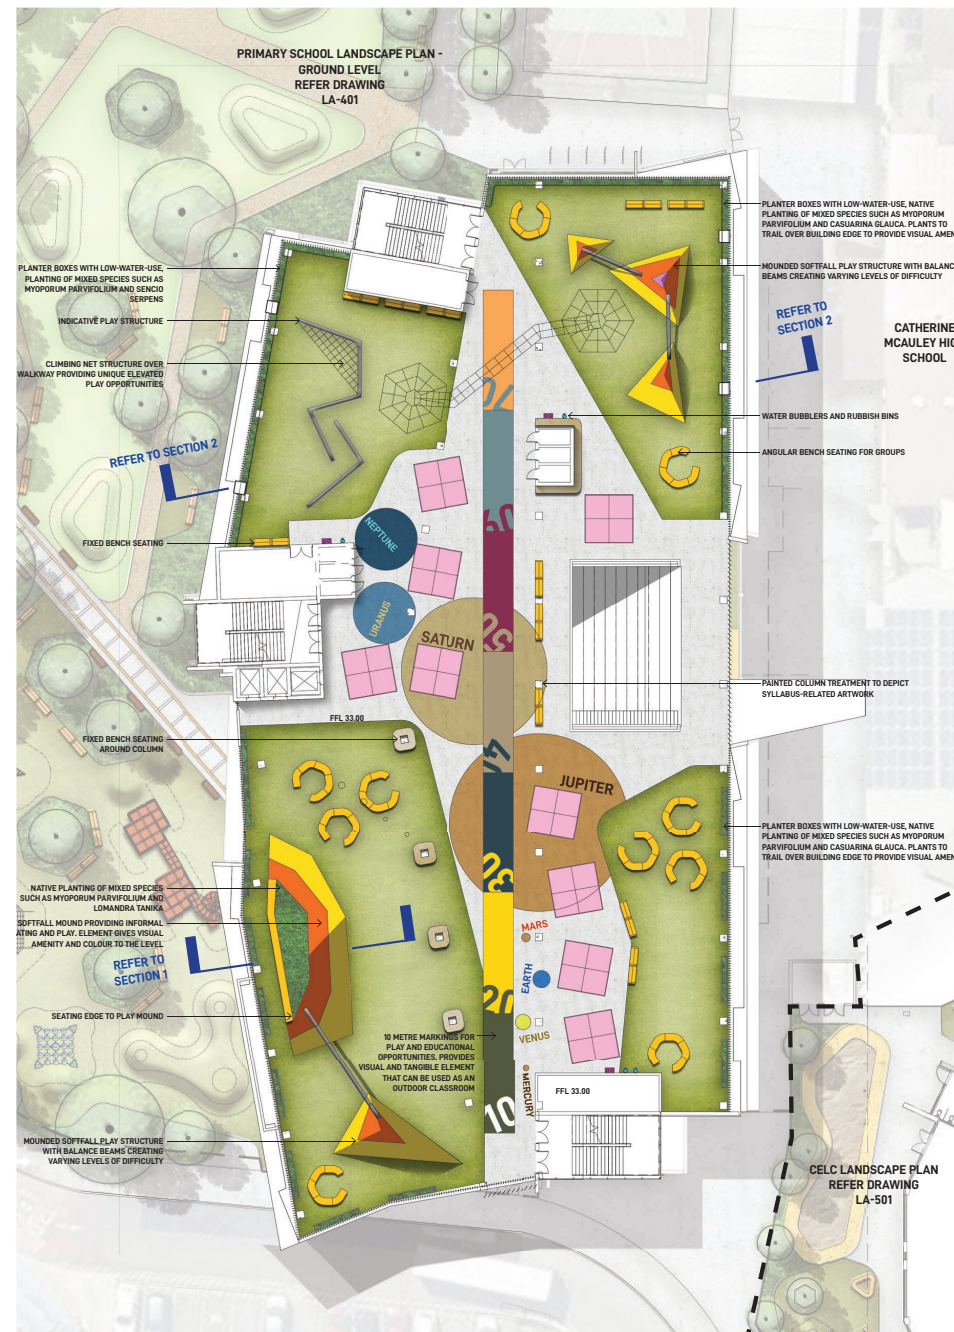 PRIMARY SCHOOL LANDSCAPE PLAN -
GROUND LEVEL
REFER DRAWING
LA-401
PLANTER BOXES WITH LOW-WATER-USE, NATIVE
PLANTING OF MIXED SPECIES SUCH AS MYOPORUM
PARVIFOLIUM AND CASUARINA GLAUCA. PLANTS TO
TRAIL OVER BUILDING EDGE TO PROVIDE VISUAL AMEN
MOUNDED SOFTFALL PLAY STRUCTURE WITH BALANC
BEAMS CREATING VARYING LEVELS OF DIFFICULTY
REFER TO
SECTION 2
CATHERINE
MCAULEY HIG
SCHOOL
PLANTER BOXES WITH LOW-WATER-USE,
PLANTING OF MIXED SPECIES SUCH AS
MYOPORUM PARVIFOLIUM AND SENCIO
SERPENS
INDICATIVE PLAY STRUCTURE
CLIMBING NET STRUCTURE OVER
WALKWAY PROVIDING UNIQUE ELEVATED
PLAY OPPORTUNITIES
WATER BUBBLERS AND RUBBISH BINS
ANGULAR BENCH SEATING FOR GROUPS
REFER TO SECTION 2
FIXED BENCH SEATING
70
60
50
40
30
20
10
NEPTUNE
URANUS
SATURN
JUPITER
MARS
EARTH
VENUS
MERCURY
PAINTED COLUMN TREATMENT TO DEPICT
SYLLABUS-RELATED ARTWORK
FFL 33.00
FIXED BENCH SEATING
AROUND COLUMN
PLANTER BOXES WITH LOW-WATER-USE, NATIVE
PLANTING OF MIXED SPECIES SUCH AS MYOPORUM
PARVIFOLIUM AND CASUARINA GLAUCA. PLANTS TO
TRAIL OVER BUILDING EDGE TO PROVIDE VISUAL AMEN
NATIVE PLANTING OF MIXED SPECIES
SUCH AS MYOPORUM PARVIFOLIUM AND
LOMANDRA TANIKA
SOFTFALL MOUND PROVIDING INFORMAL
ATING AND PLAY. ELEMENT GIVES VISUAL
AMENITY AND COLOUR TO THE LEVEL
REFER TO
SECTION 1
SEATING EDGE TO PLAY MOUND
10 METRE MARKINGS FOR
PLAY AND EDUCATIONAL
OPPORTUNITIES. PROVIDES
VISUAL AND TANGIBLE ELEMENT
THAT CAN BE USED AS AN
OUTDOOR CLASSROOM
FFL 33.00
MOUNDED SOFTFALL PLAY STRUCTURE
WITH BALANCE BEAMS CREATING
VARYING LEVELS OF DIFFICULTY
CELC LANDSCAPE PLAN
REFER DRAWING
LA-501